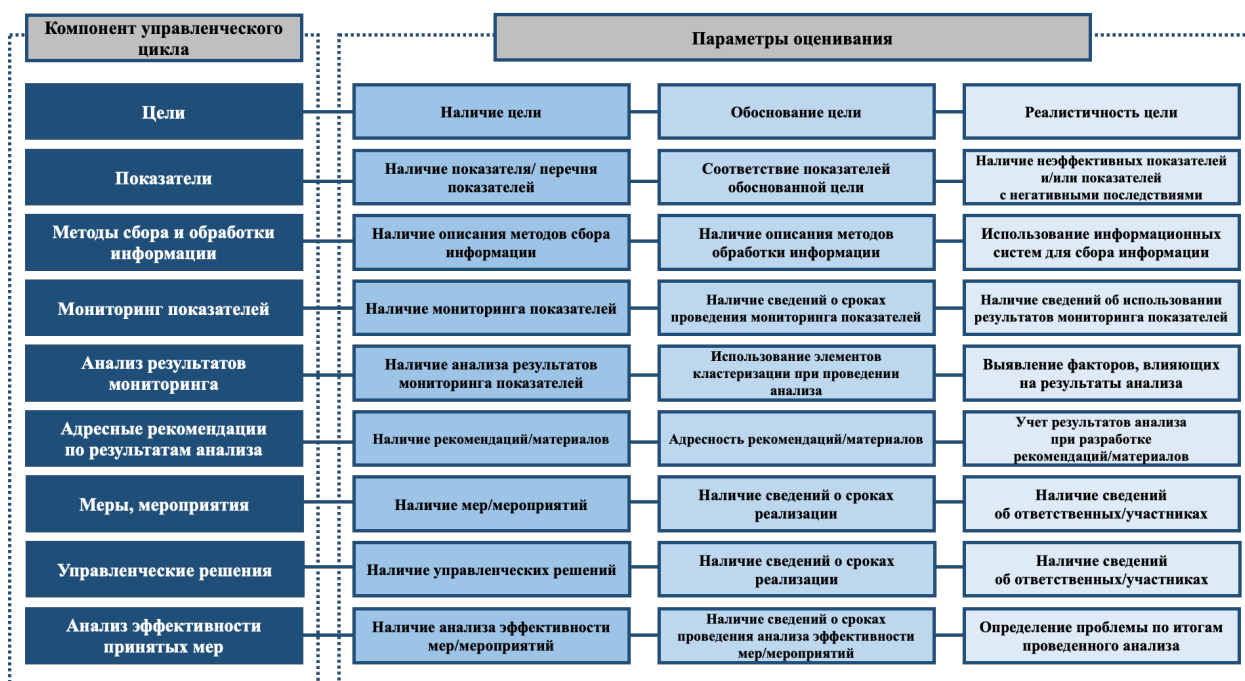 Компонент управленческого
цикла
Параметры оценивания
Цели
Наличие цели
Обоснование цели
Реалистичность цели
Показатели
Наличие показателя/ перечня
показателей
Соответствие показателей
обоснованной цели
Наличие неэффективных показателей
и/или показателей
с негативными последствиями
Методы сбора и обработки
информации
Наличие описания методов сбора
информации
Наличие описания методов
обработки информации
Использование информационных
систем для сбора информации
Мониторинг показателей
Наличие мониторинга показателей
Наличие сведений о сроках
проведения мониторинга показателей
Наличие сведений об использовании
результатов мониторинга показателей
Анализ результатов
мониторинга
Наличие анализа результатов
мониторинга показателей
Использование элементов
кластеризации при проведении
анализа
Выявление факторов, влияющих
на результаты анализа
Адресные рекомендации
по результатам анализа
Наличие рекомендаций/материалов
Адресность рекомендаций/материалов
Учет результатов анализа
при разработке
рекомендаций/материалов
Меры, мероприятия
Наличие мер/мероприятий
Наличие сведений о сроках
реализации
Наличие сведений
об ответственных/участниках
Управленческие решения
Наличие управленческих решений
Наличие сведений о сроках
реализации
Наличие сведений
об ответственных/участниках
Анализ эффективности
принятых мер
Наличие анализа эффективности
мер/мероприятий
Наличие сведений о сроках
проведения анализа эффективности
мер/мероприятий
Определение проблемы по итогам
проведенного анализа